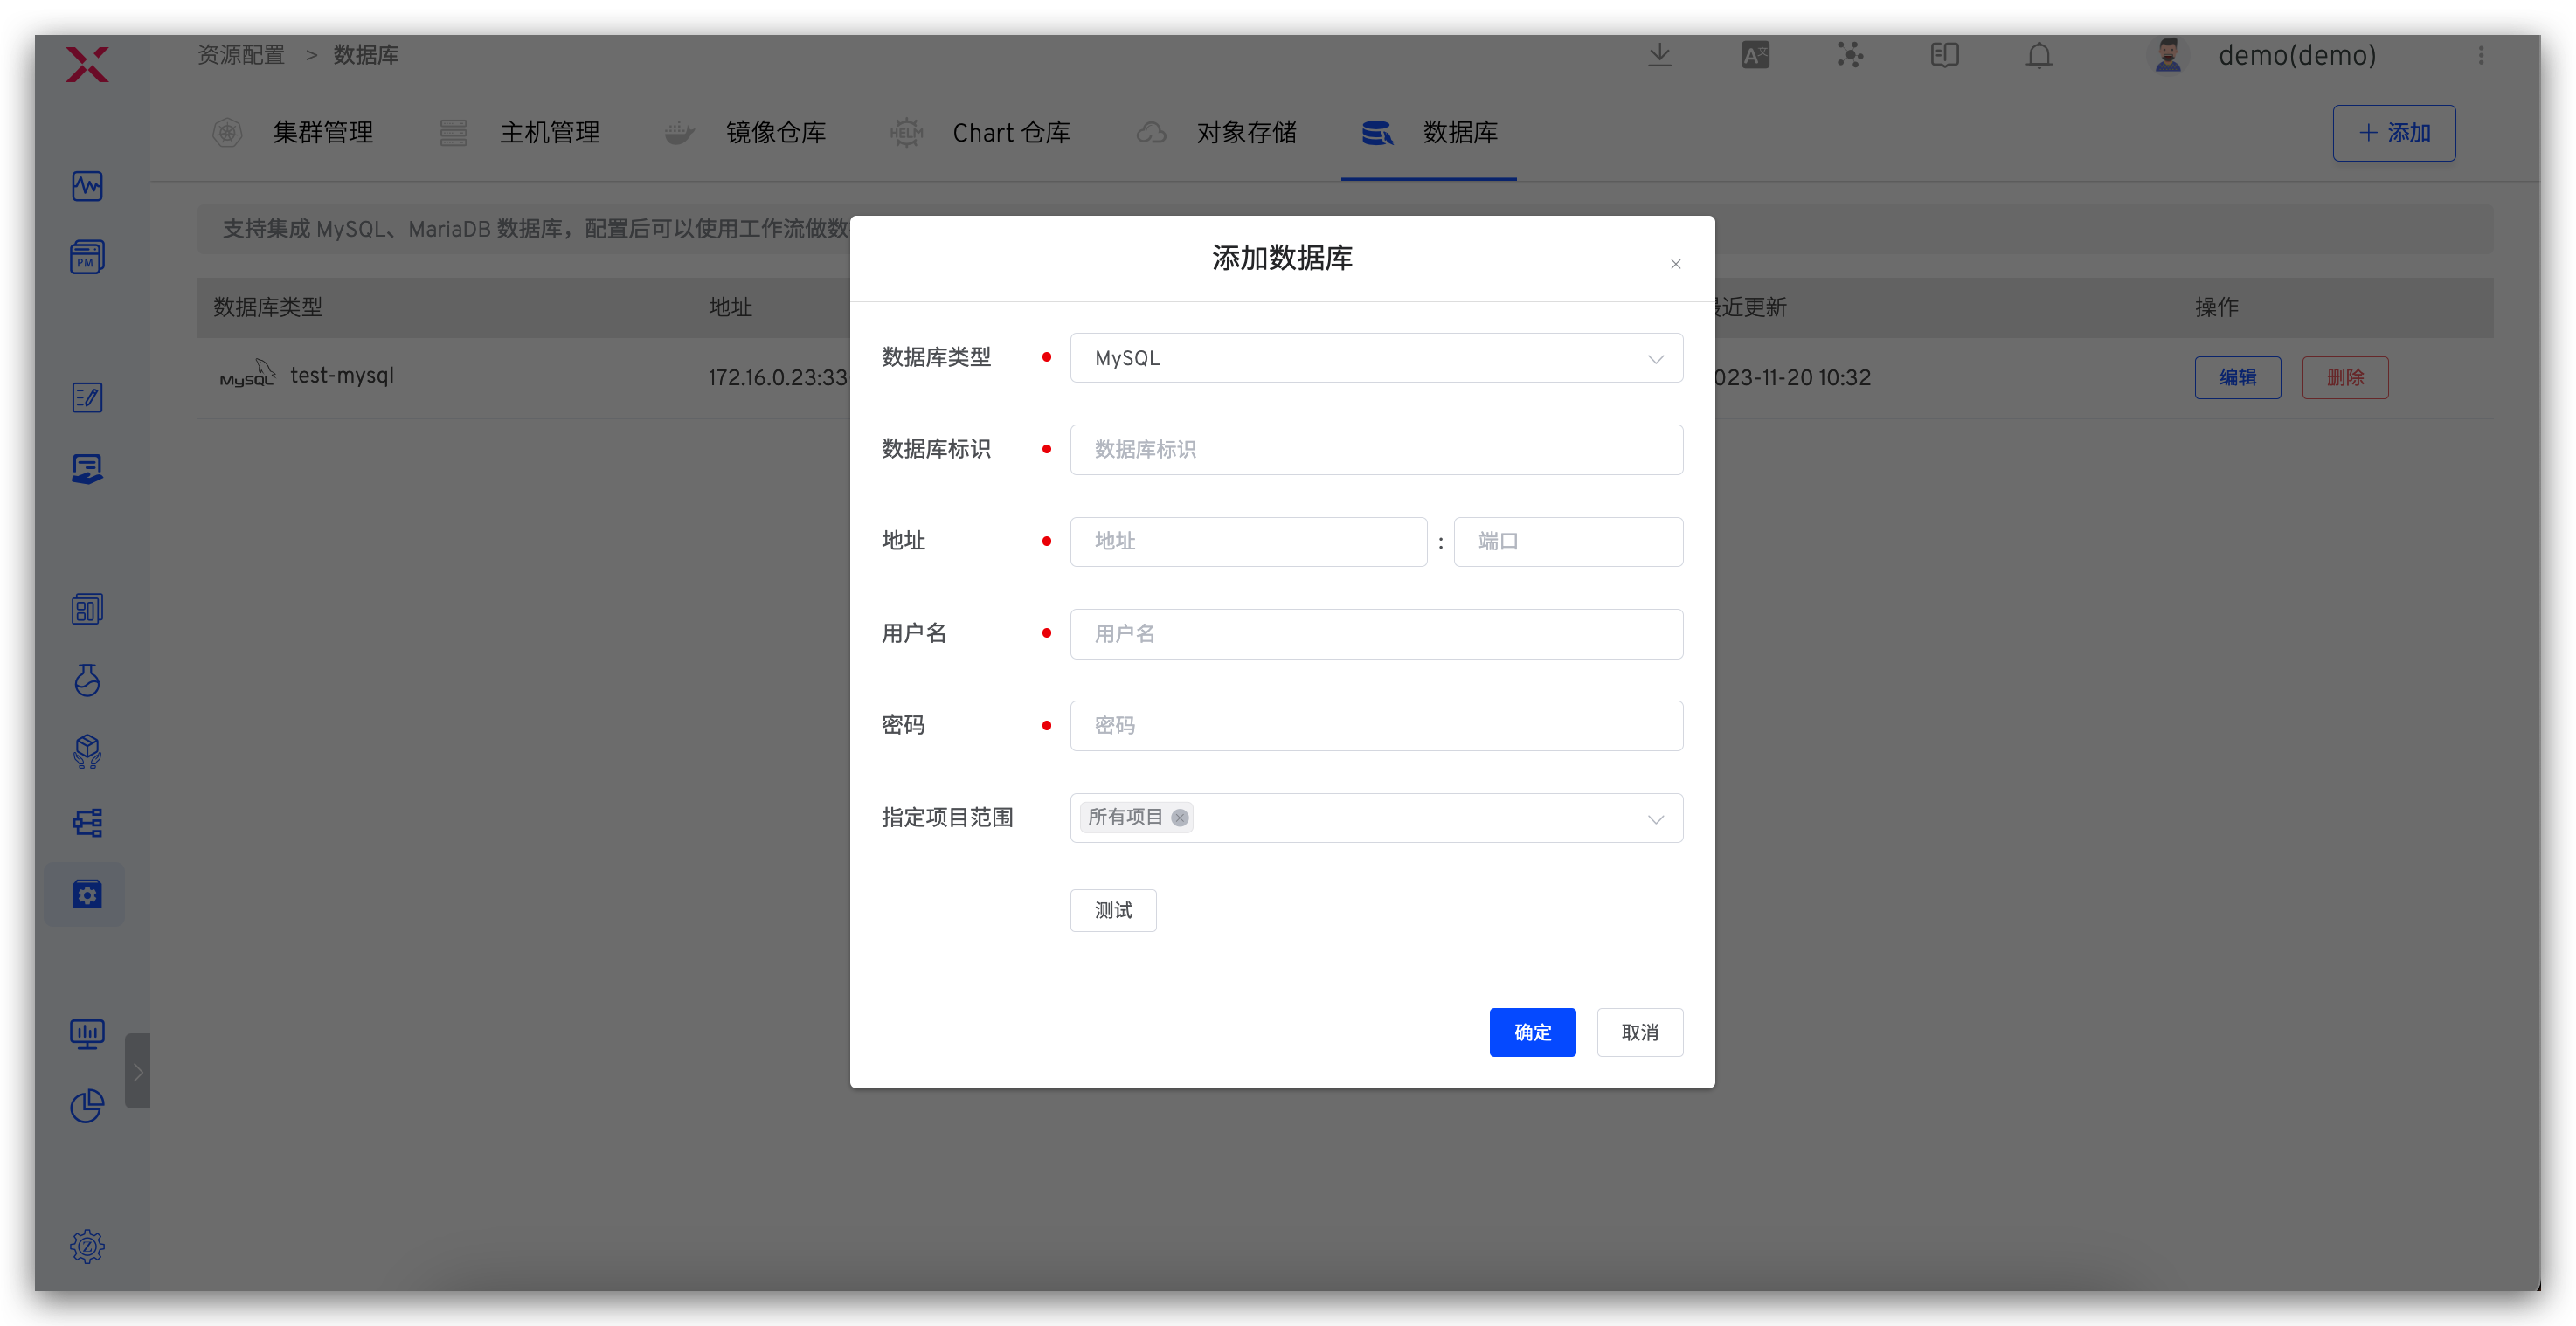 资源配置 > 数据库
demo(demo)
集群管理 主机管理 镜像仓库 HELM Chart 仓库 对象存储 数据库 + 添加
支持集成 MySQL、MariaDB 数据库，配置后可以使用工作流做数
PM
数据库类型 地址 近更新 操作
MySQL test-mysql 172.16.0.23:33 023-11-20 10:32 编辑 删除
添加数据库
数据库类型 MySQL
数据库标识 数据库标识
地址 地址 : 端口
用户名 用户名
密码 密码
指定项目范围 所有项目
测试
确定 取消